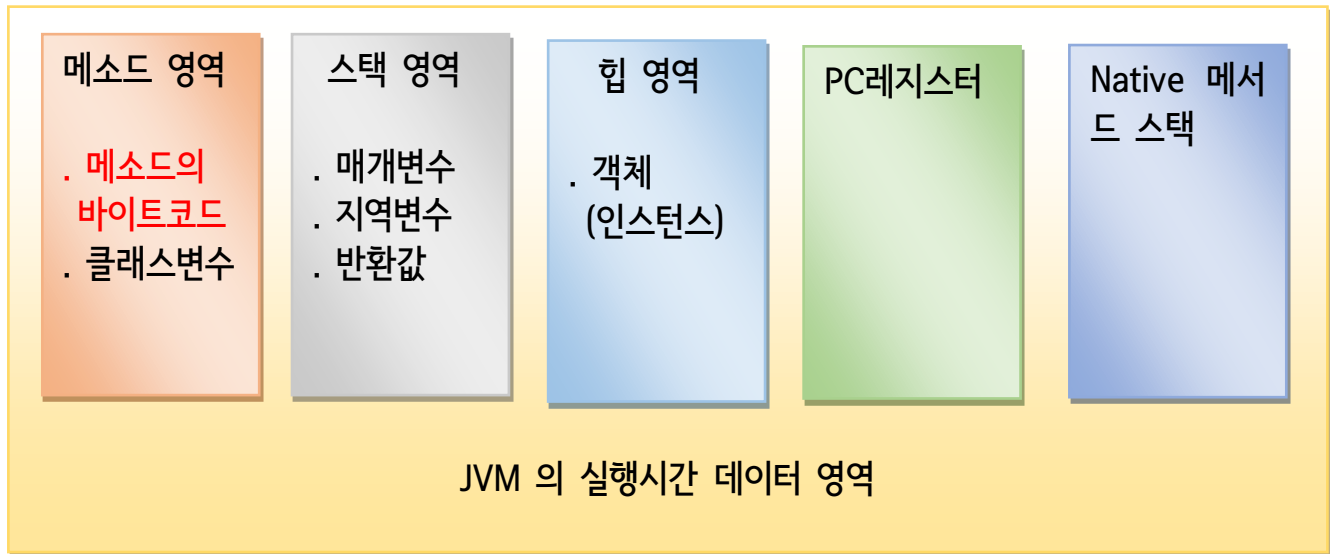 메소드 영역
. 메소드의
바이트코드
. 클래스변수
스택 영역
. 매개변수
. 지역변수
. 반환값
힙 영역
. 객체
(인스턴스)
PC레지스터
Native 메서
드 스택
JVM 의 실행시간 데이터 영역